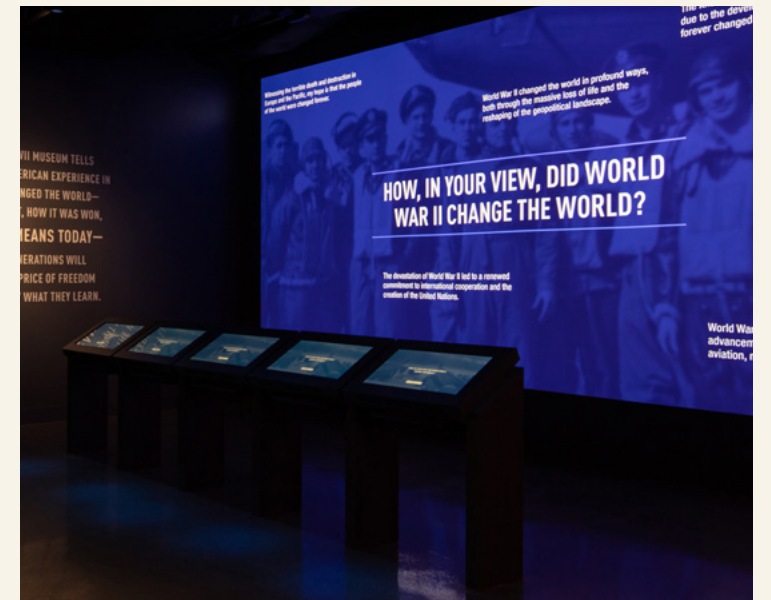 VII MUSEUM TELLS
ERICAN EXPERIENCE IN
NGED THE WORLD—
, HOW IT WAS WON,
MEANS TODAY—
NERATIONS WILL
PRICE OF FREEDOM
WHAT THEY LEARN.
Witnessing the terrible death and destruction in
Europe and the Pacific, my hope is that the people
of the world were changed forever.
World War II changed the world in profound ways,
both through the massive loss of life and the
reshaping of the geopolitical landscape.
due to the devel
forever changed
HOW, IN YOUR VIEW, DID WORLD
WAR II CHANGE THE WORLD?
The devastation of World War II led to a renewed
commitment to international cooperation and the
creation of the United Nations.
World War
advancem
aviation,